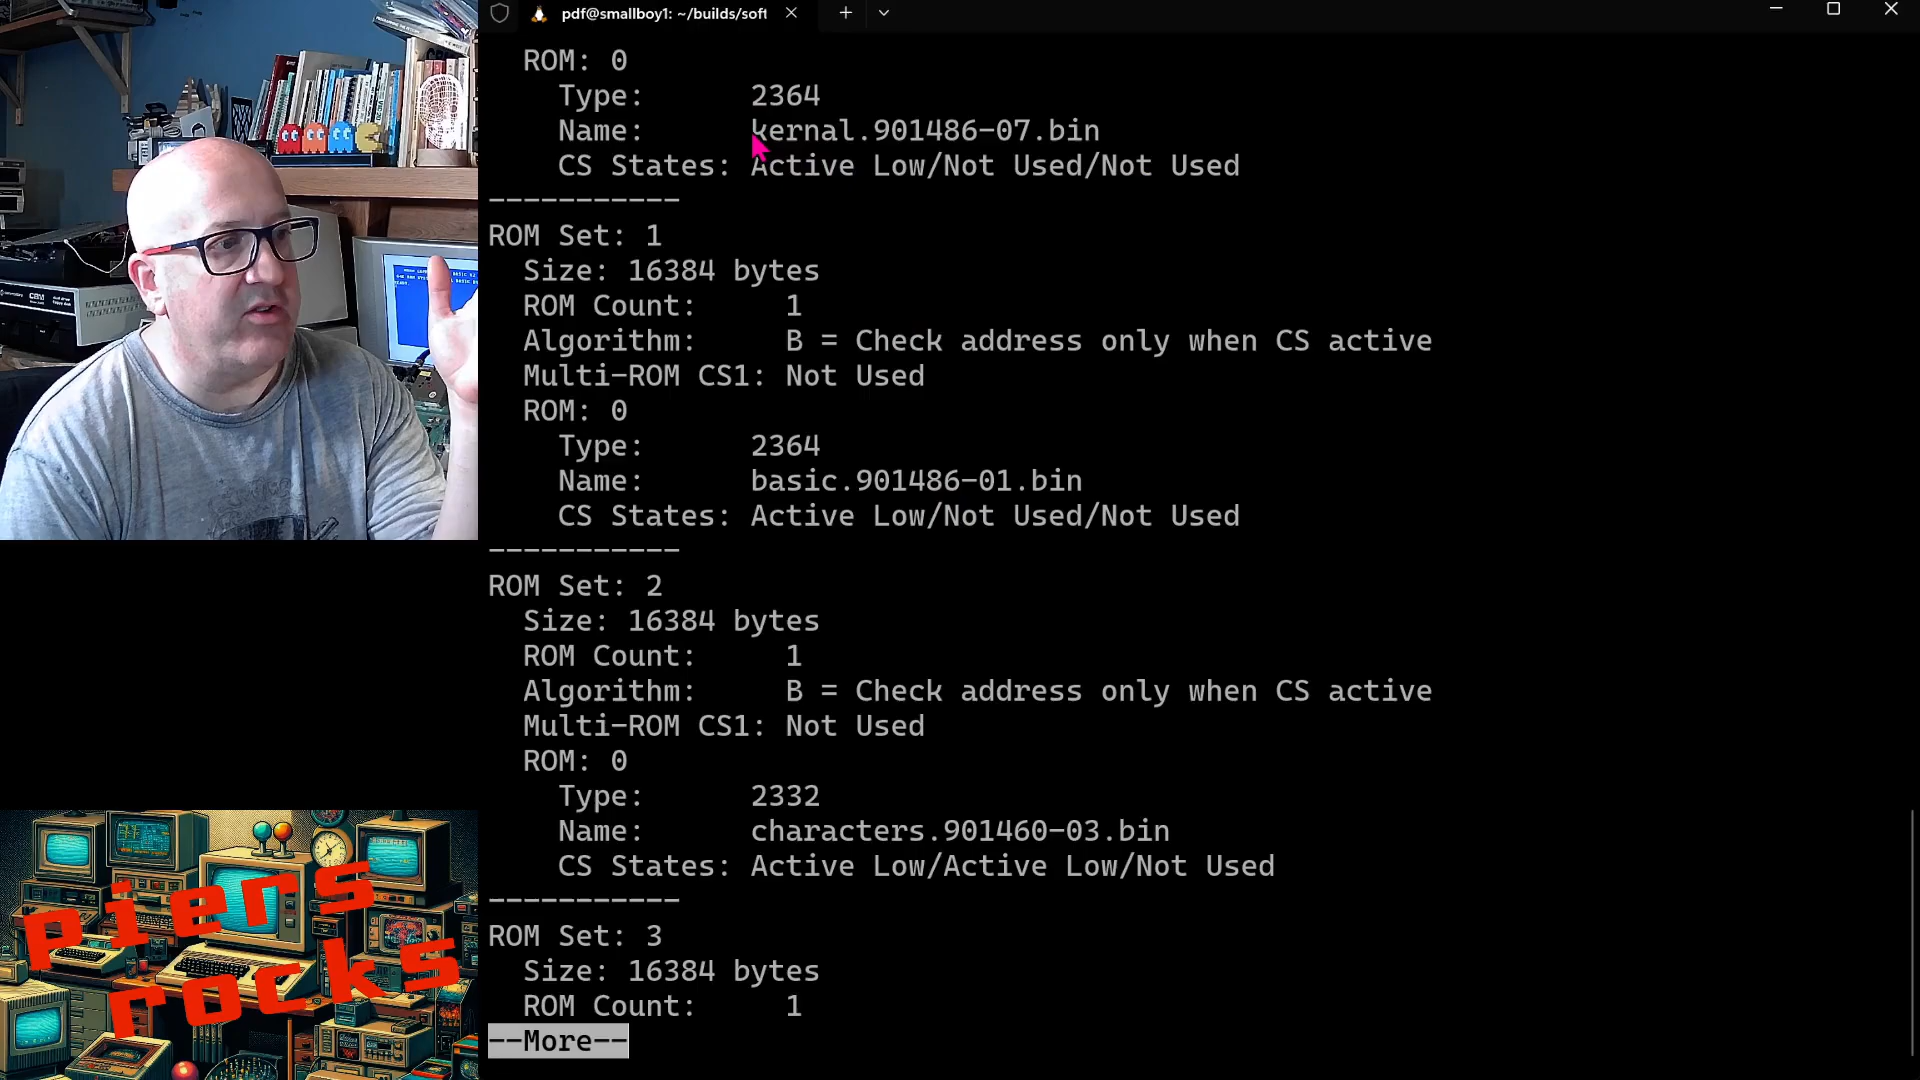 pdf@smallboy1: ~/builds/soft
ROM: 0
Type: 2364
Name: kernal.901486-07.bin
CS States: Active Low/Not Used/Not Used
-----------
ROM Set: 1
Size: 16384 bytes
ROM Count: 1
Algorithm: B = Check address only when CS active
Multi-ROM CS1: Not Used
ROM: 0
Type: 2364
Name: basic.901486-01.bin
CS States: Active Low/Not Used/Not Used
-----------
ROM Set: 2
Size: 16384 bytes
ROM Count: 1
Algorithm: B = Check address only when CS active
Multi-ROM CS1: Not Used
ROM: 0
Type: 2332
Name: characters.901460-03.bin
CS States: Active Low/Active Low/Not Used
-----------
ROM Set: 3
Size: 16384 bytes
ROM Count: 1
--More--
piers
rocks